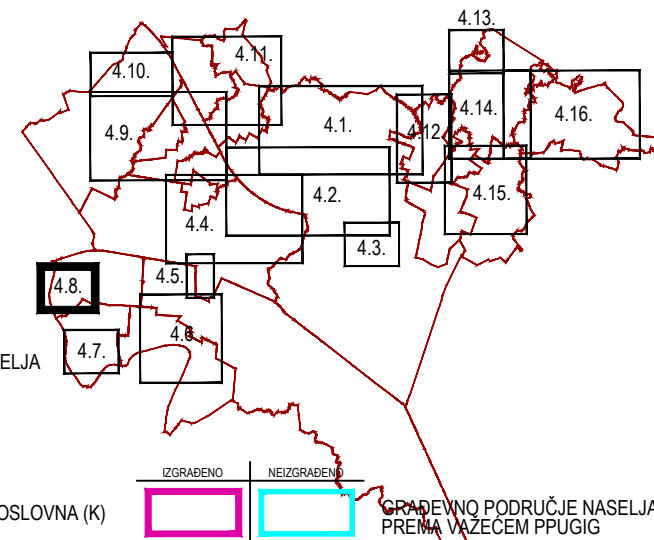 4.13.
4.10.
4.11.
4.9.
4.1.
4.12.
4.14.
4.16.
4.4.
4.2.
4.15.
4.3.
4.5.
4.8.
4.6.
4.7.
ELJA
IZGRAĐENO
NEIZGRAĐENO
OSLOVNA (K)
GRAĐEVNO PODRUČJE NASELJA
PREMA VAŽEĆEM PPUGIG